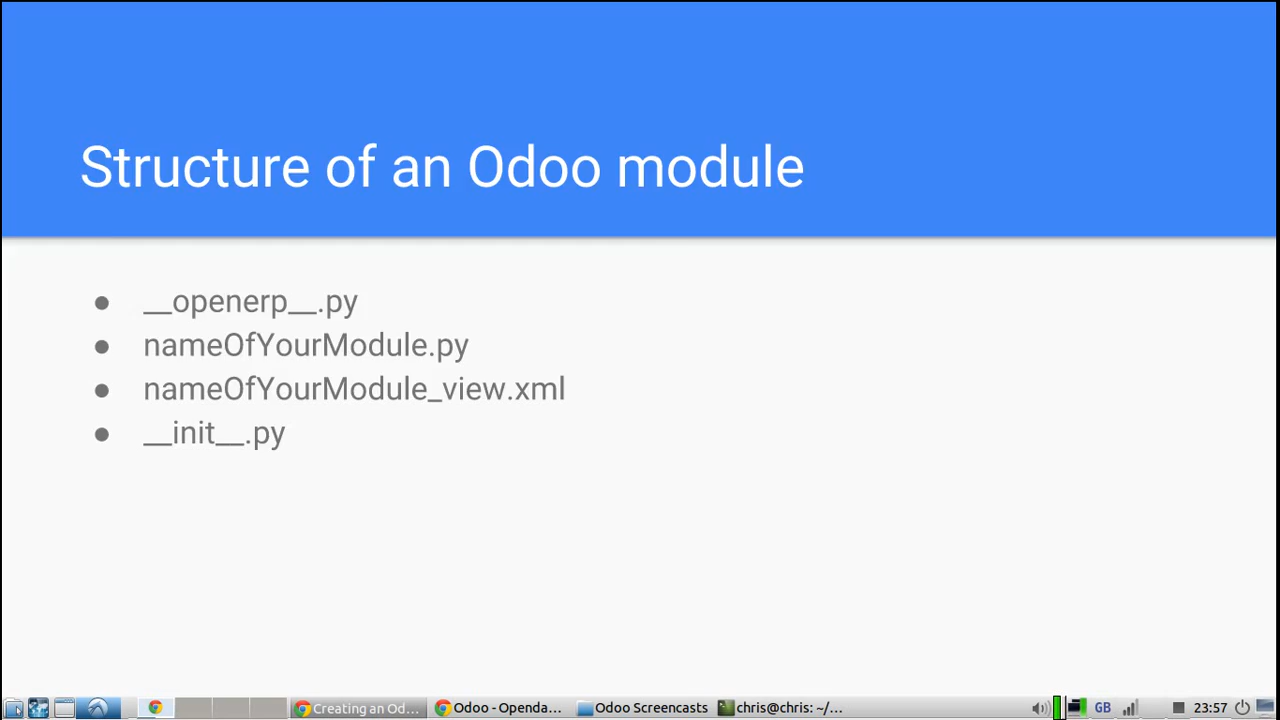 Structure of an Odoo module
● __openerp__.py
● nameOfYourModule.py
● nameOfYourModule_view.xml
● __init__.py
Creating an Od... Odoo - Openda... Odoo Screencasts chris@chris: ~/... GB 23:57